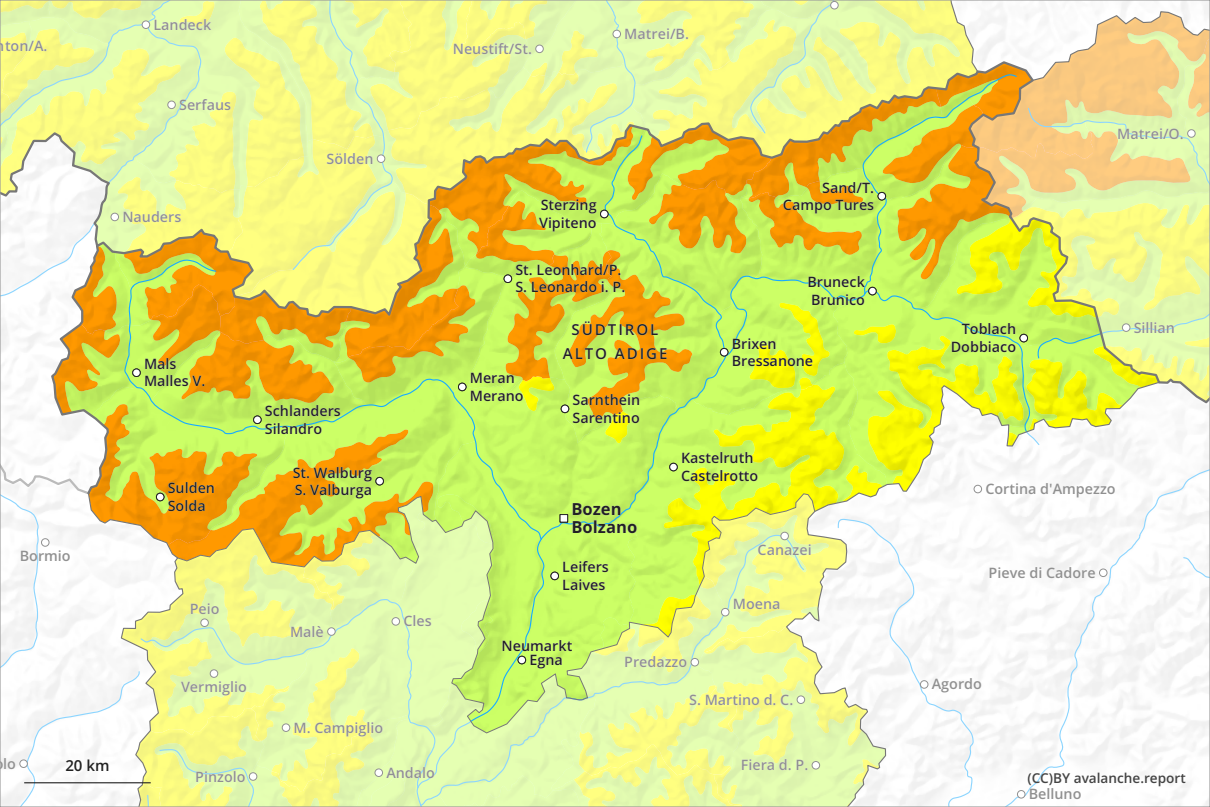 Landeck
nton/A.
Neustift/St.
Matrei/B.
Serfaus
Matrei/O.
Sölden
Nauders
Sand/T.
Campo Tures
Sterzing
Vipiteno
St. Leonhard/P.
S. Leonardo i. P.
Bruneck
Brunico
SÜDTIROL
ALTO ADIGE
Toblach
Dobbiaco
Sillian
Brixen
Bressanone
Mals
Malles V.
Meran
Merano
Sarnthein
Sarentino
Schlanders
Silandro
Kastelruth
Castelrotto
St. Walburg
S. Valburga
Sulden
Solda
Cortina d'Ampezzo
Bozen
Bolzano
Bormio
Canazei
Leifers
Laives
Pieve di Cadore
Peio
Moena
Malè
Cles
Neumarkt
Egna
Predazzo
Vermiglio
Agordo
S. Martino d. C.
M. Campiglio
olo
20 km
Pinzolo
Andalo
Fiera d. P.
(CC)BY avalanche.report
Belluno